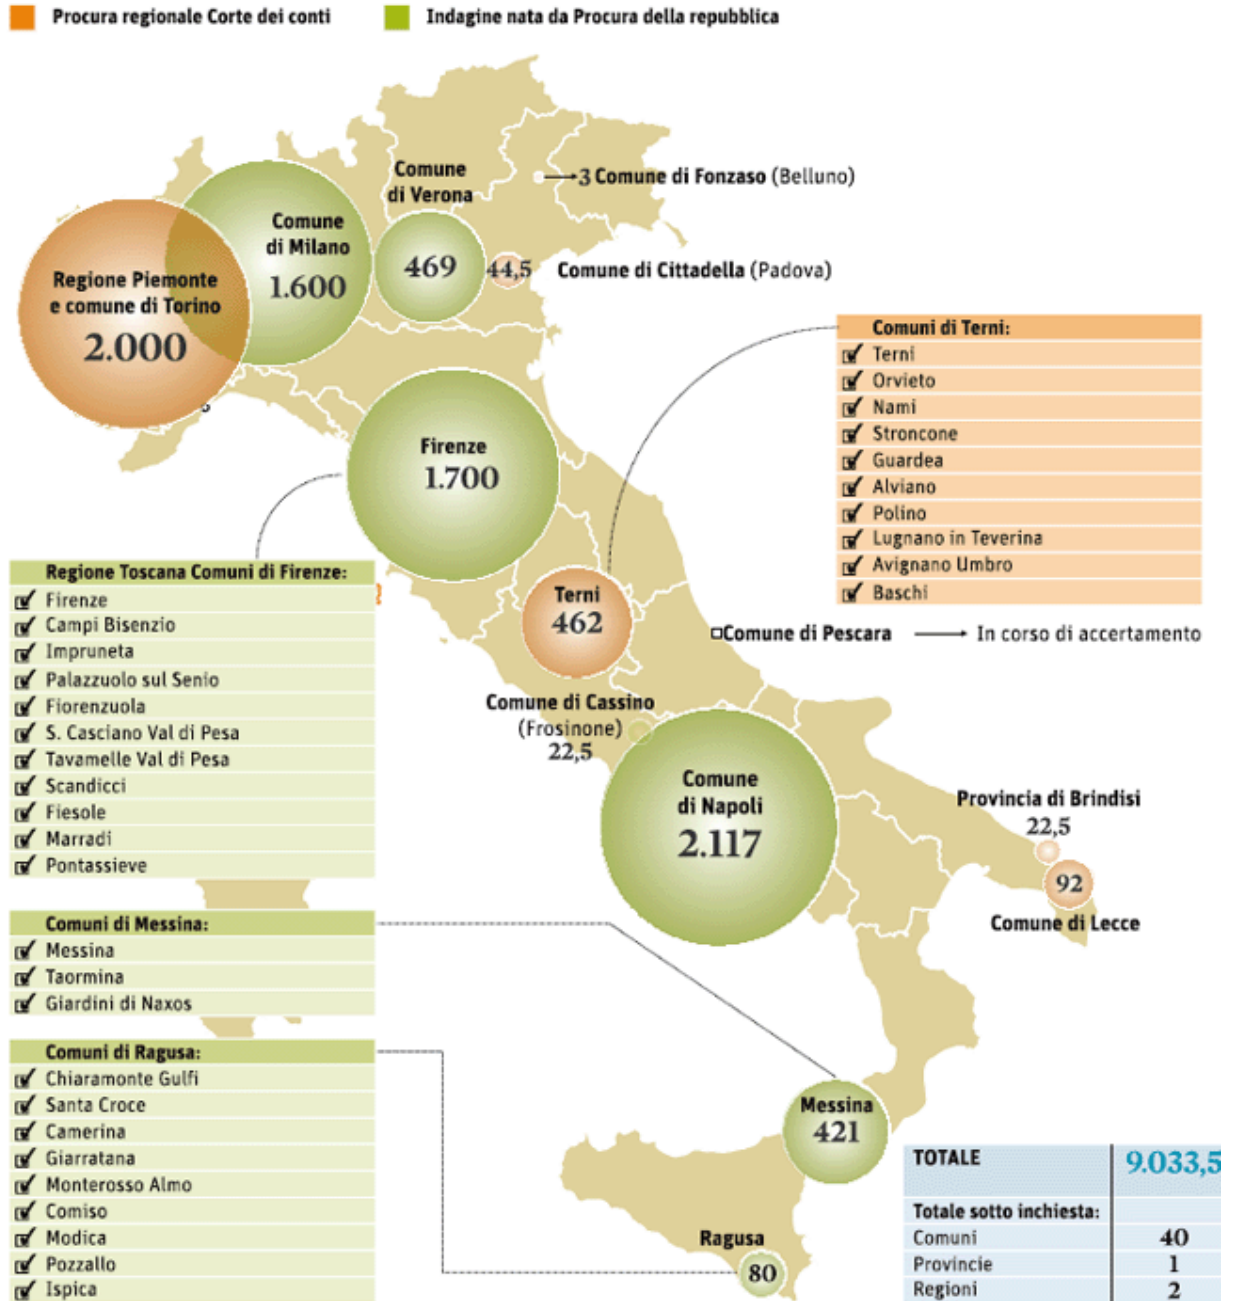 Procura regionale Corte dei conti
Indagine nata da Procura della repubblica
Comune
di Verona
469
3 Comune di Fonzaso (Belluno)
Comune
di Milano
1.600
44,5
Comune di Cittadella (Padova)
Regione Piemonte
e comune di Torino
2.000
Firenze
1.700
Comuni di Terni:
Terni
Orvieto
Nami
Stroncone
Guardea
Alviano
Polino
Lugnano in Teverina
Avignano Umbro
Baschi
Regione Toscana Comuni di Firenze:
Firenze
Campi Bisenzio
Impruneta
Palazzuolo sul Senio
Fiorenzuola
S. Casciano Val di Pesa
Tavamelle Val di Pesa
Scandicci
Fiesole
Marradi
Pontassieve
Terni
462
Comune di Pescara
In corso di accertamento
Comune di Cassino
(Frosinone)
22,5
Comune
di Napoli
2.117
Provincia di Brindisi
22,5
92
Comune di Lecce
Comuni di Messina:
Messina
Taormina
Giardini di Naxos
Comuni di Ragusa:
Chiaramonte Gulfi
Santa Croce
Camerina
Giarratana
Monterosso Almo
Comiso
Modica
Pozzallo
Ispica
Messina
421
Ragusa
80
TOTALE 9.033,5
Totale sotto inchiesta:
Comuni 40
Provincie 1
Regioni 2